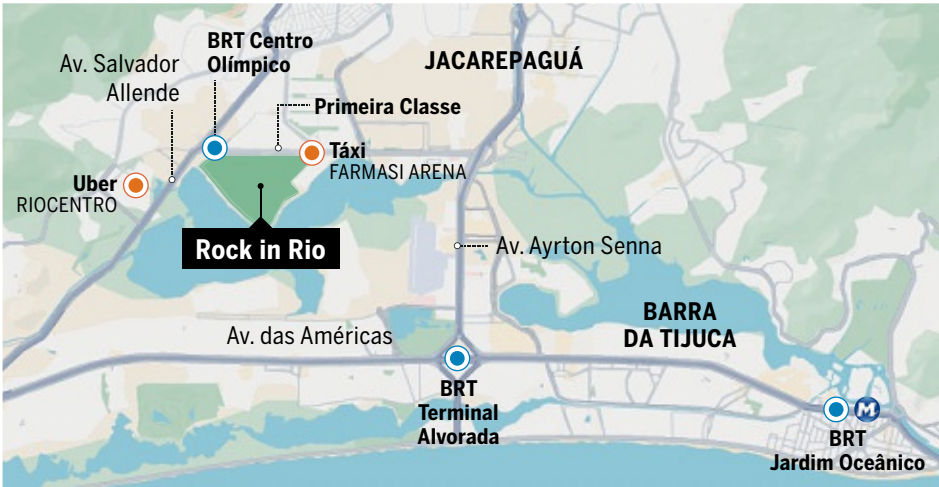 BRT Centro
Olímpico
Av. Salvador
Allende
JACAREPAGUÁ
Primeira Classe
Táxi
FARMASI ARENA
Uber
RIOCENTRO
Rock in Rio
Av. Ayrton Senna
BARRA
DA TIJUCA
Av. das Américas
BRT
Terminal
Alvorada
M
BRT
Jardim Oceânico